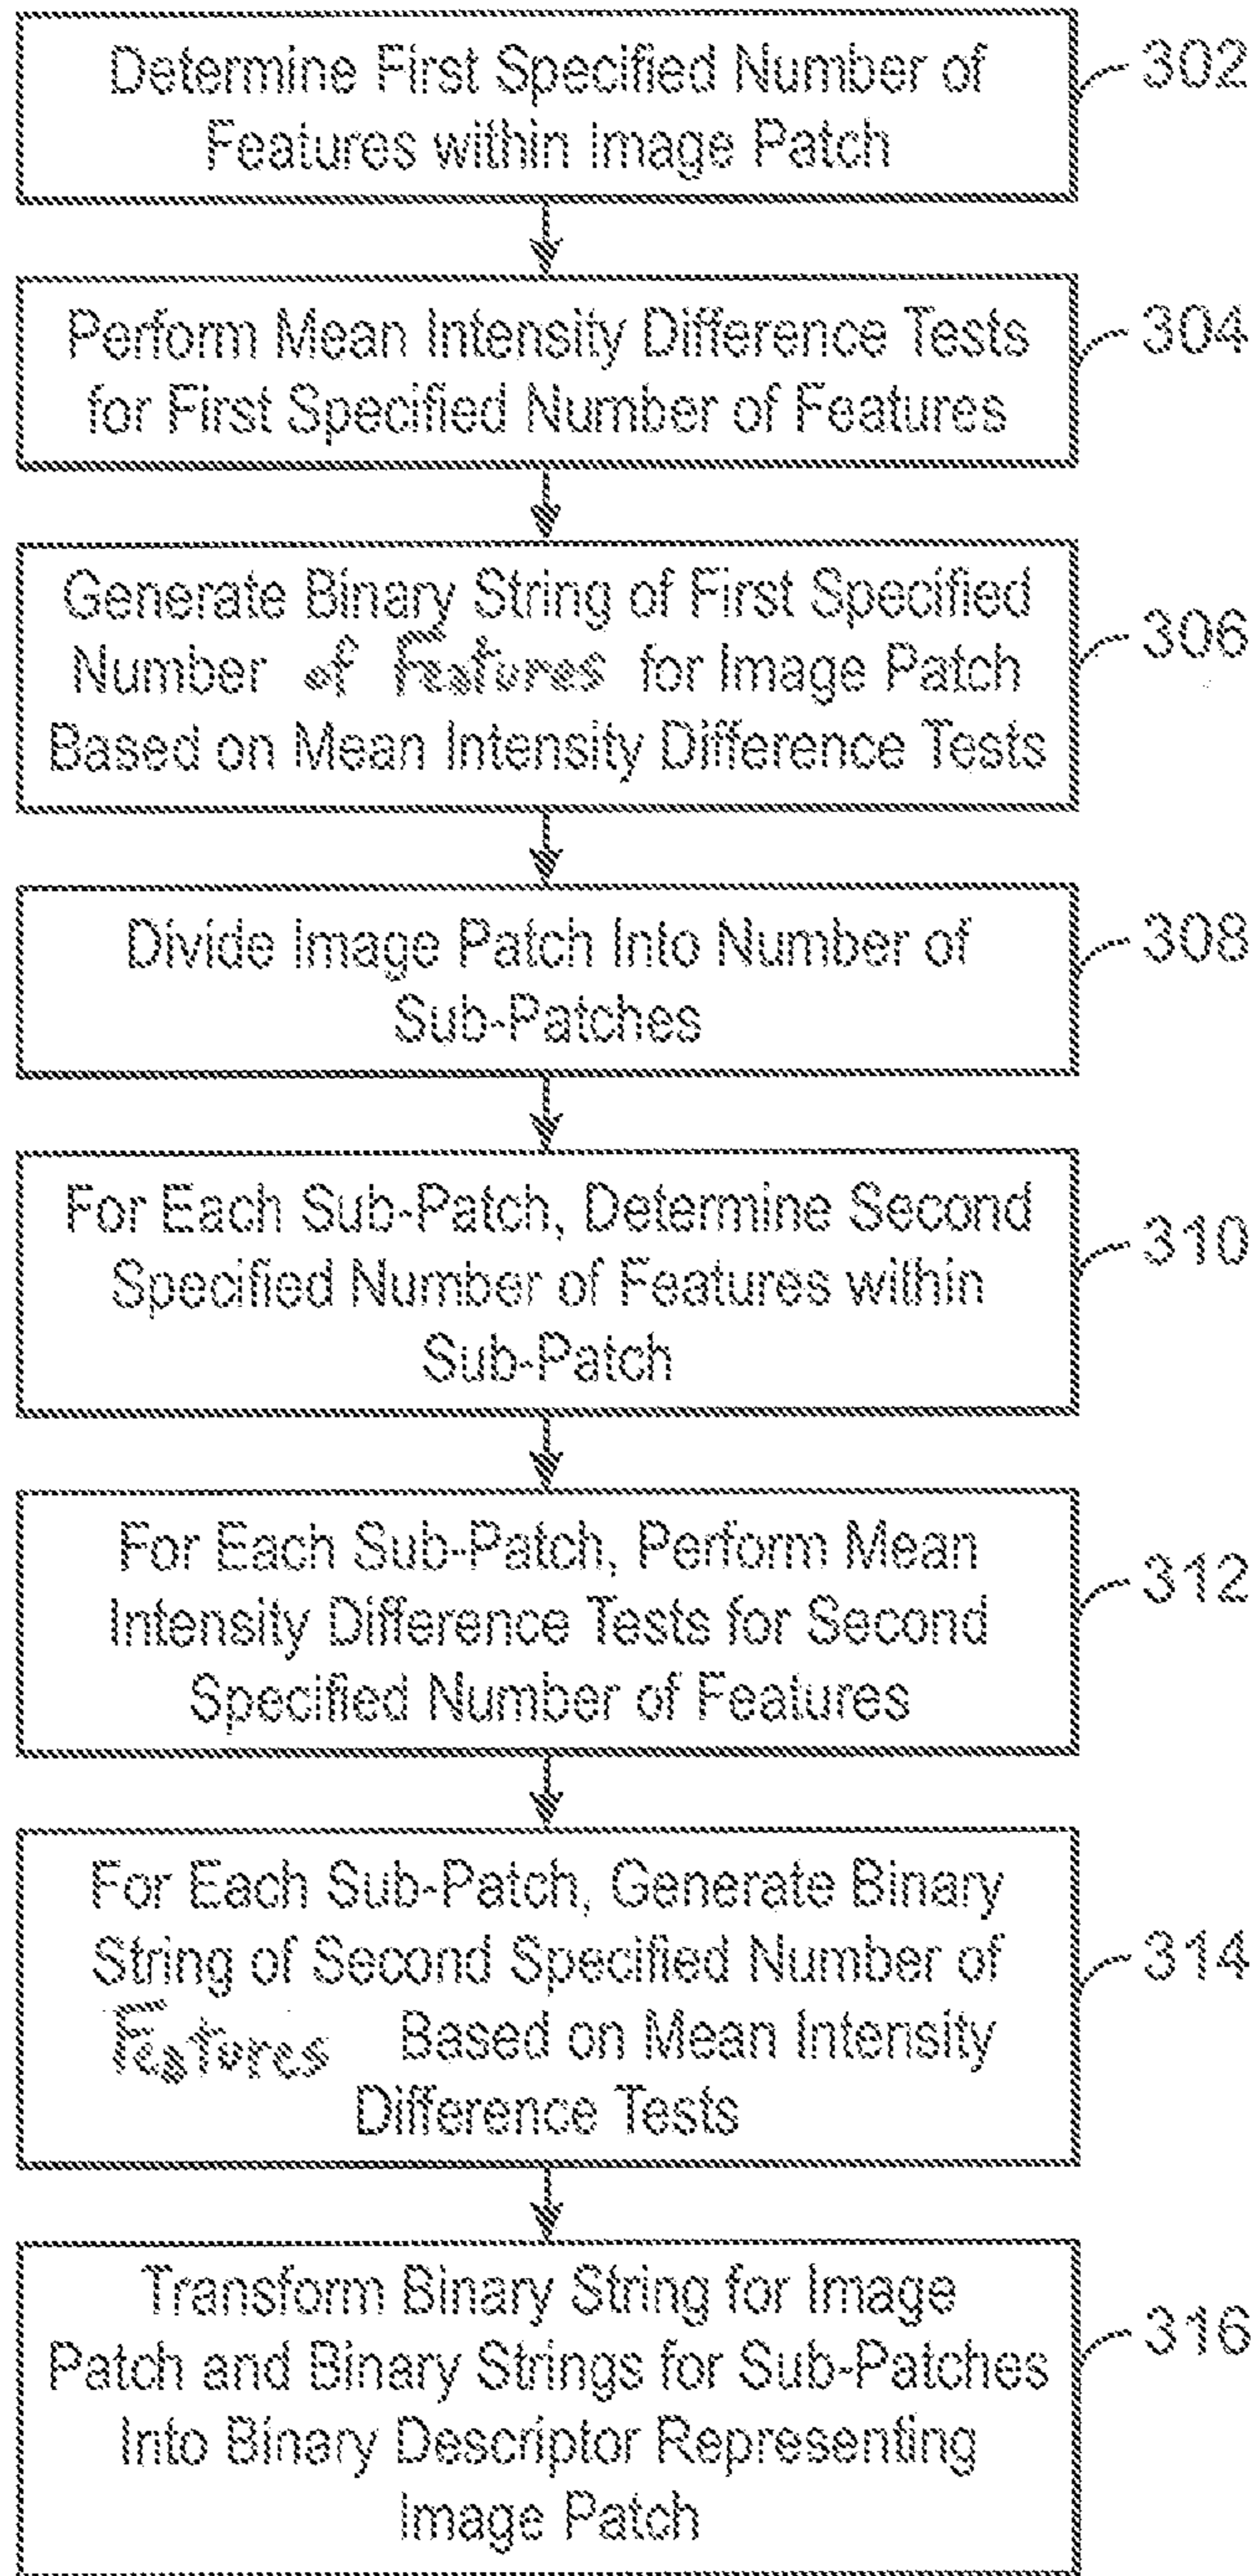 Determine First Specified Number of
Features within Image Patch
302
Perform Mean Intensity Difference Tests
for First Specified Number of Features
304
Generate Binary String of First Specified
Number of Features for Image Patch
Based on Mean Intensity Difference Tests
306
Divide Image Patch Into Number of
Sub-Patches
308
For Each Sub-Patch, Determine Second
Specified Number of Features within
Sub-Patch
310
For Each Sub-Patch, Perform Mean
Intensity Difference Tests for Second
Specified Number of Features
312
For Each Sub-Patch, Generate Binary
String of Second Specified Number of
Features Based on Mean Intensity
Difference Tests
314
Transform Binary String for Image
Patch and Binary Strings for Sub-Patches
Into Binary Descriptor Representing
Image Patch
316